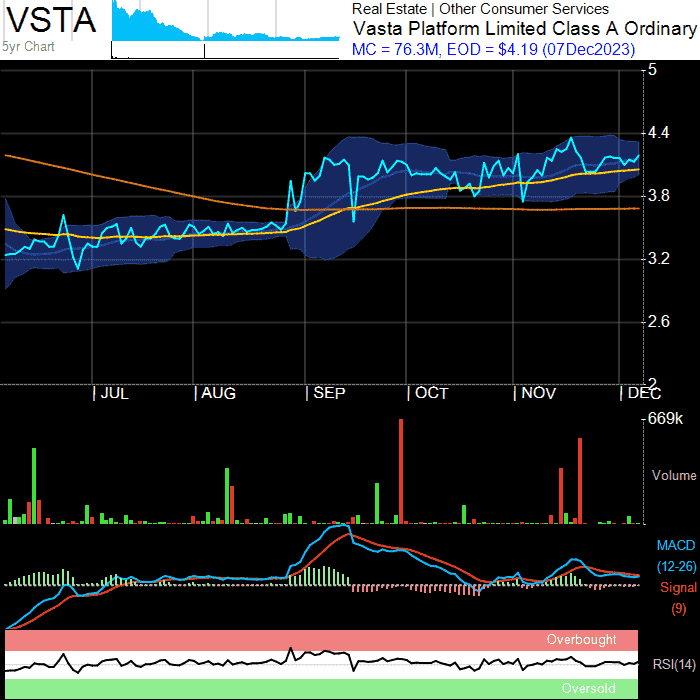 VSTA
5yr Chart
Real Estate | Other Consumer Services
Vasta Platform Limited Class A Ordinary
MC = 76.3M, EOD = $4.19 (07Dec2023)
5
4.4
3.8
3.2
2.6
2
JUL
AUG
SEP
OCT
NOV
DEC
669k
Volume
MACD
(12-26)
Signal
(9)
Overbought
RSI(14)
Oversold